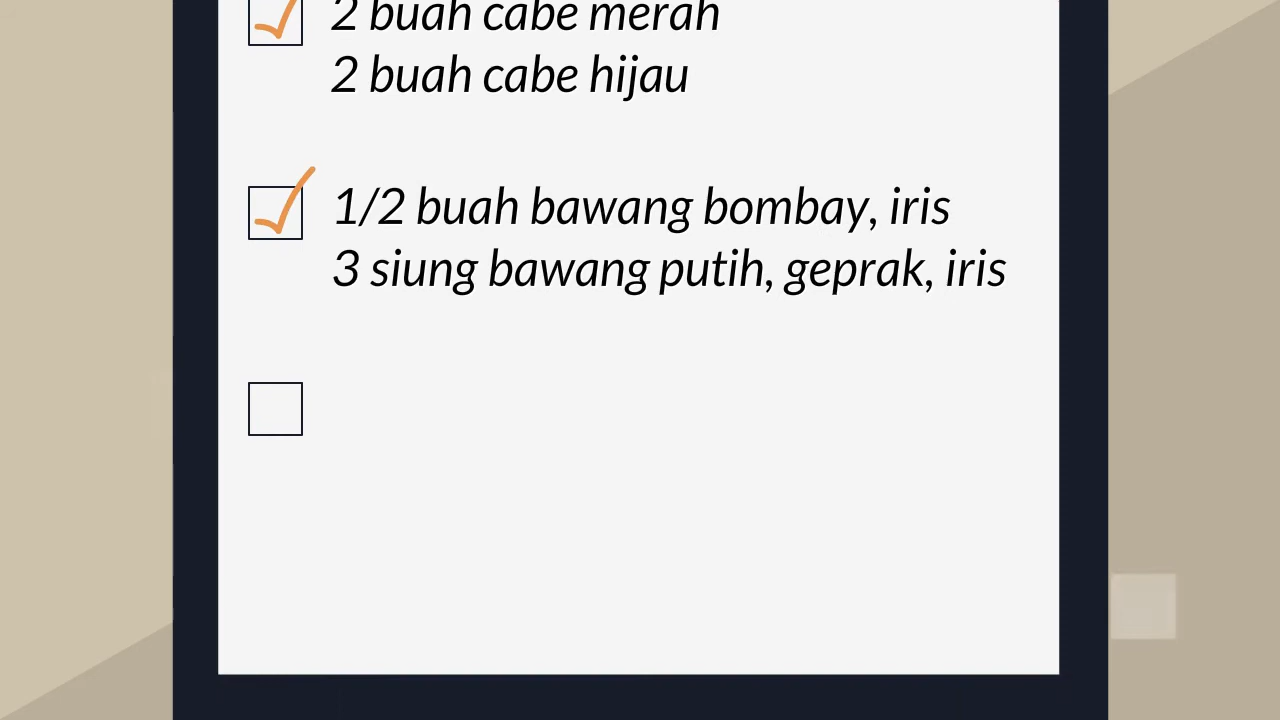 2 buah cabe merah
2 buah cabe hijau
1/2 buah bawang bombay, iris
3 siung bawang putih, geprak, iris